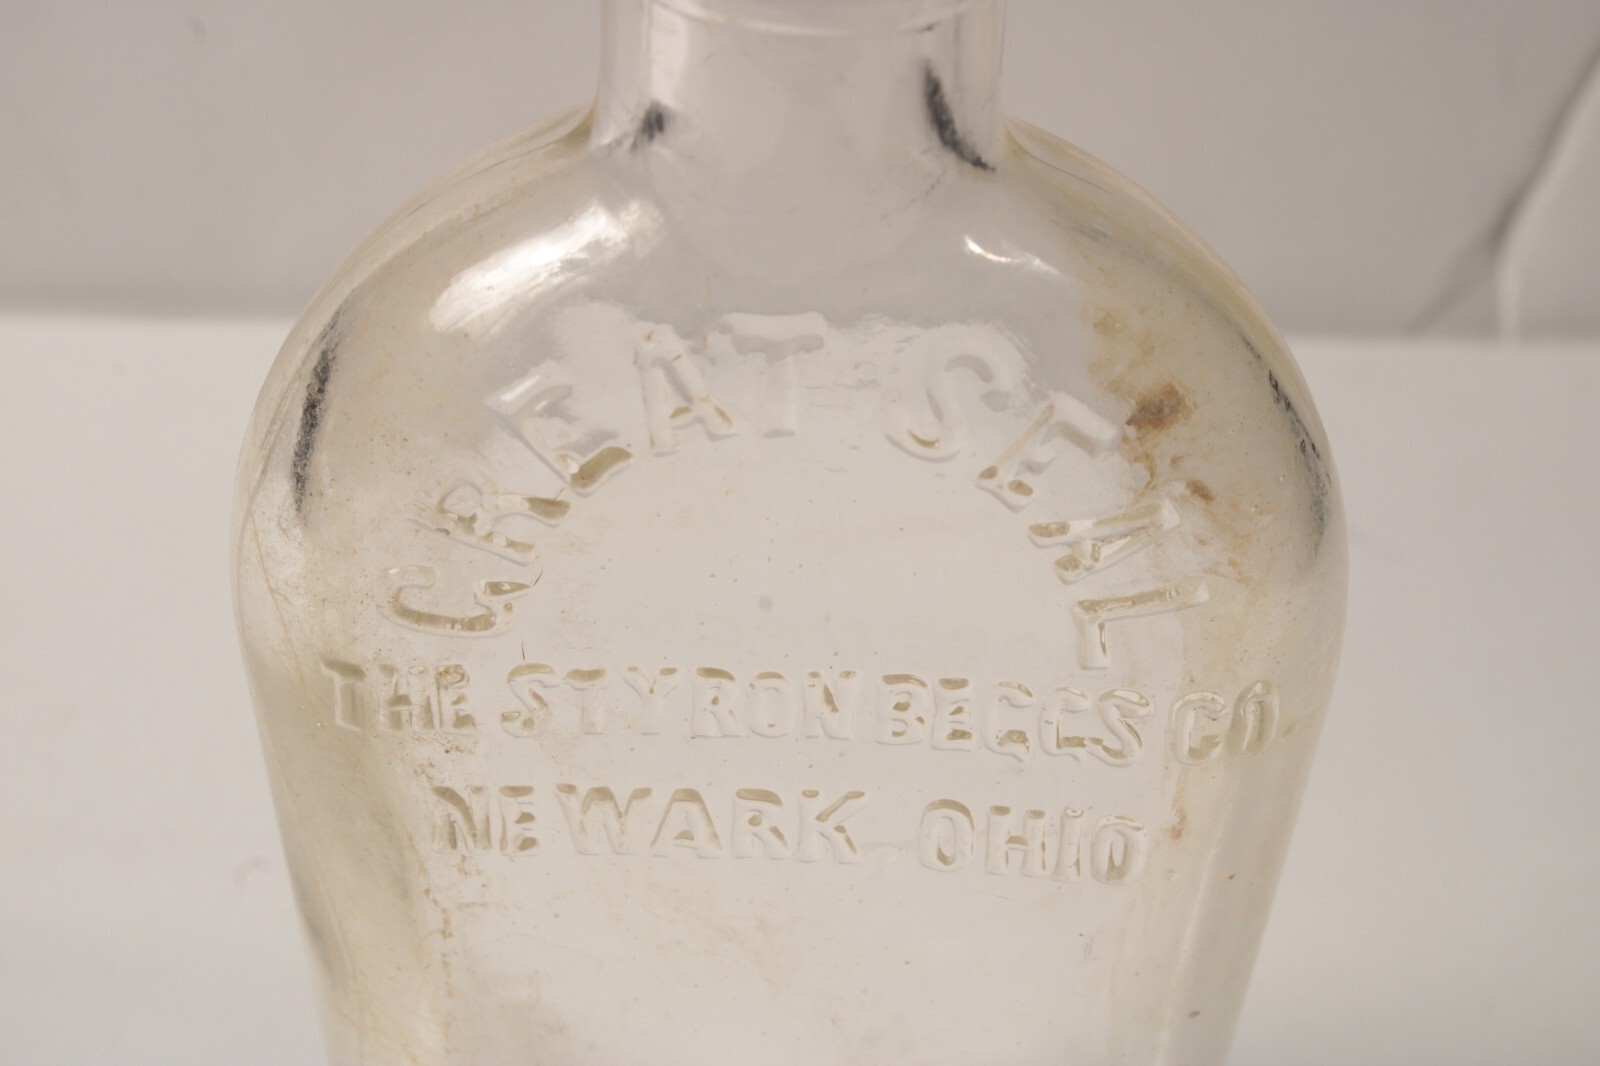 GREAT SEAL
THE STYRON BEGGS CO.
NEWARK OHIO